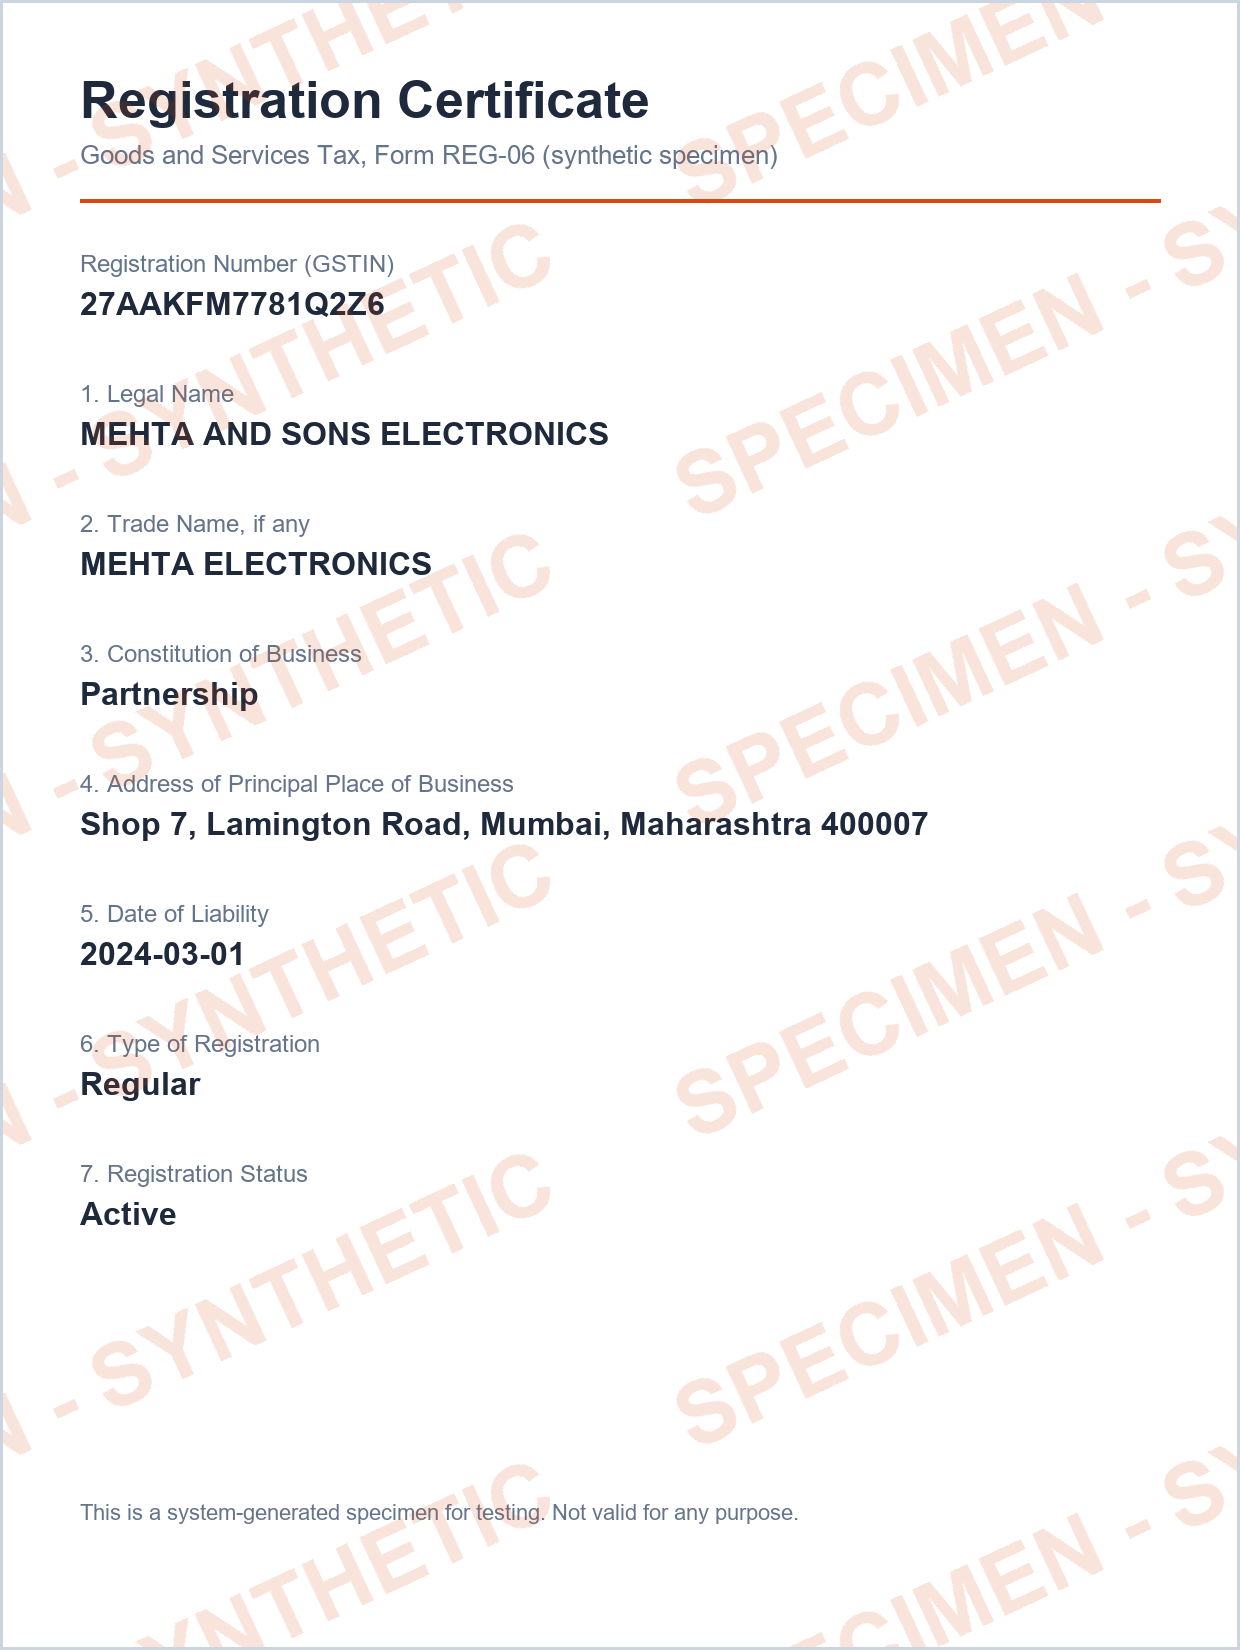 Registration Certificate
Goods and Services Tax, Form REG-06 (synthetic specimen)
Registration Number (GSTIN)
27AAKFM7781Q2Z6
1. Legal Name
MEHTA AND SONS ELECTRONICS
2. Trade Name, if any
MEHTA ELECTRONICS
3. Constitution of Business
Partnership
4. Address of Principal Place of Business
Shop 7, Lamington Road, Mumbai, Maharashtra 400007
5. Date of Liability
2024-03-01
6. Type of Registration
Regular
7. Registration Status
Active
This is a system-generated specimen for testing. Not valid for any purpose.
SPECIMEN - SYNTHETIC